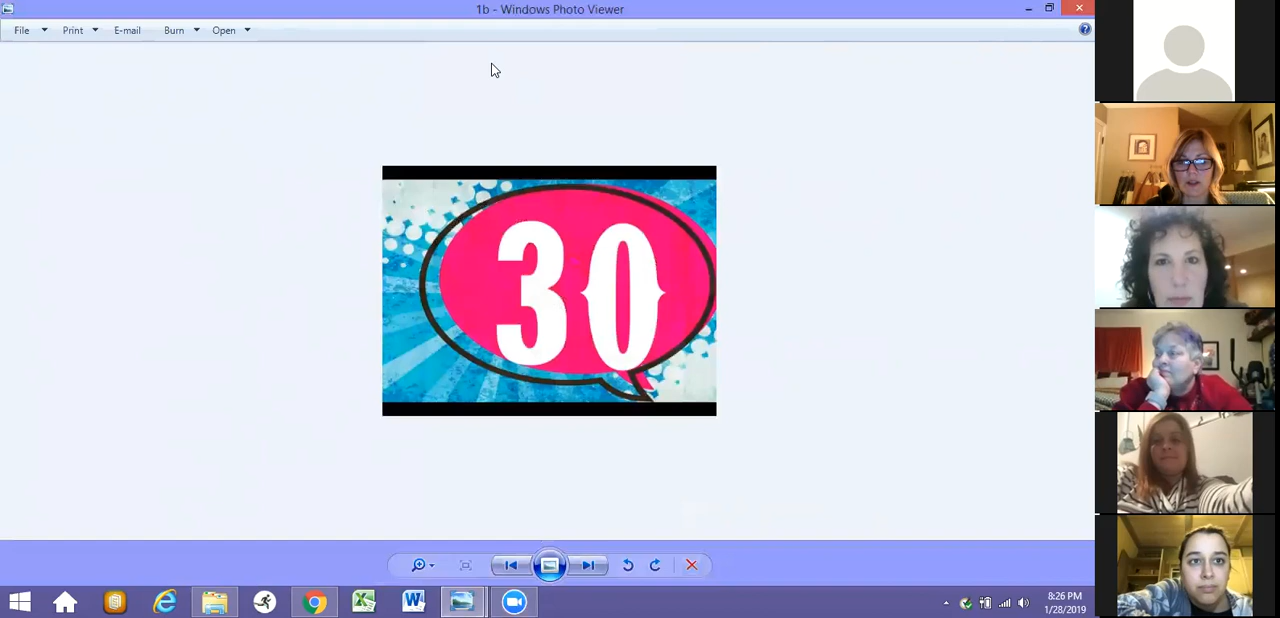 1b - Windows Photo Viewer
File Print E-mail Burn Open
30
8:26 PM
1/28/2019